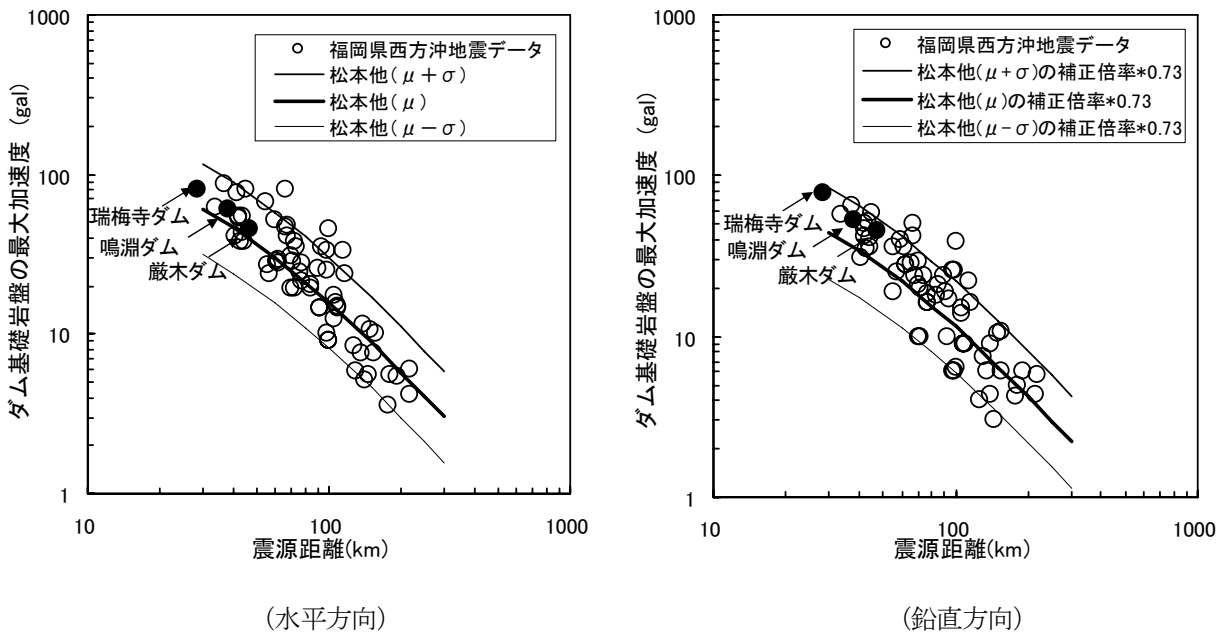 ダム基礎岩盤の最大加速度 (gal)
1000
100
10
1
福岡県西方沖地震データ
松本他(μ+σ)
松本他(μ)
松本他(μ-σ)
瑞梅寺ダム
鳴淵ダム
厳木ダム
10
100
1000
震源距離(km)
(水平方向)
ダム基礎岩盤の最大加速度 (gal)
1000
100
10
1
福岡県西方沖地震データ
松本他(μ+σ)の補正倍率*0.73
松本他(μ)の補正倍率*0.73
松本他(μ-σ)の補正倍率*0.73
瑞梅寺ダム
鳴淵ダム
厳木ダム
10
100
1000
震源距離(km)
(鉛直方向)